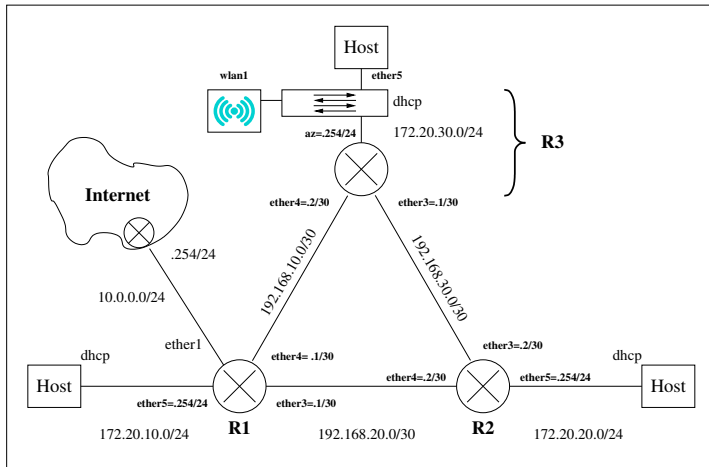 Host
wlan1
ether5
dhcp
az=.254/24
172.20.30.0/24
R3
Internet
ether4=.2/30
ether3=.1/30
.254/24
192.168.10.0/30
192.168.30.0/30
10.0.0.0/24
ether1
ether4= .1/30
ether3=.2/30
dhcp
dhcp
Host
ether5=.254/24
ether3=.1/30
ether4=.2/30
ether5=.254/24
Host
172.20.10.0/24
R1
192.168.20.0/30
R2
172.20.20.0/24